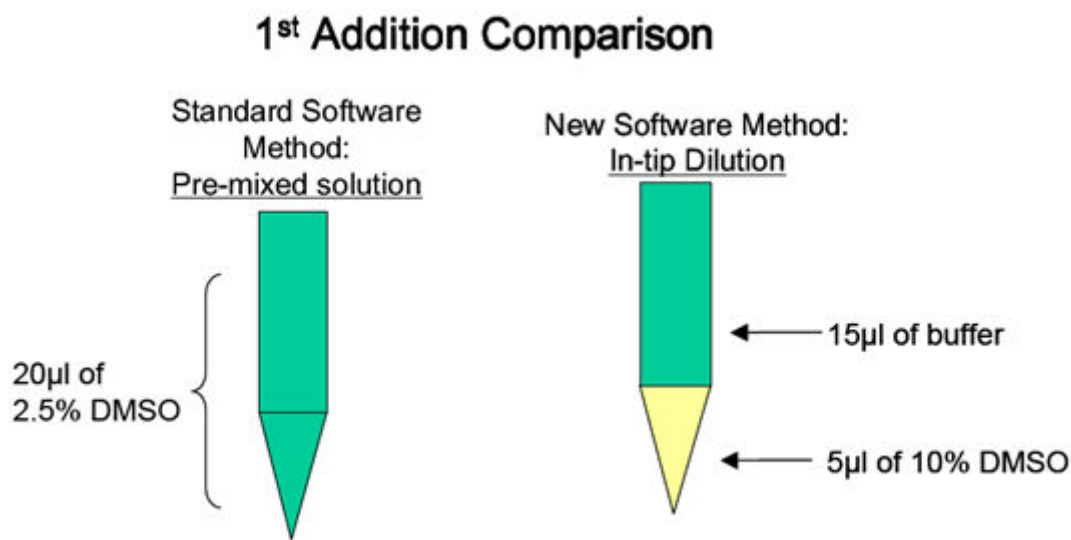 1st Addition Comparison
Standard Software
Method:
Pre-mixed solution
New Software Method:
In-tip Dilution
20µl of
2.5% DMSO
15µl of buffer
5µl of 10% DMSO